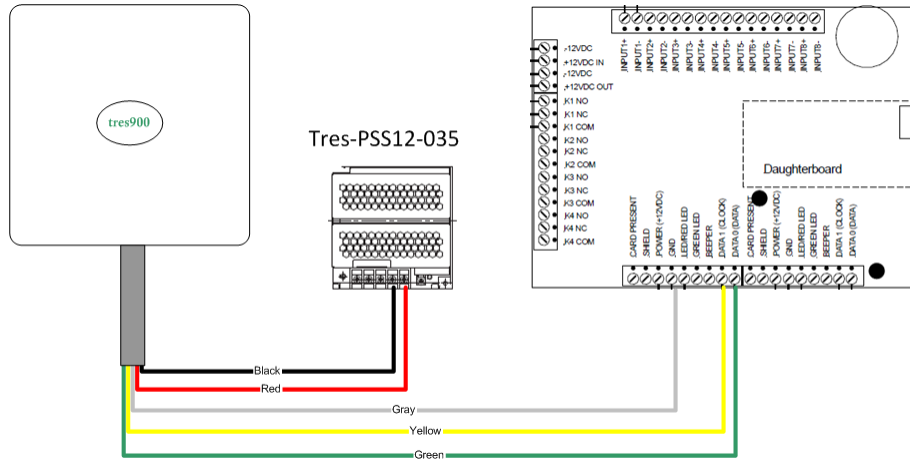 tres900
Tres-PSS12-035
INPUT1+
INPUT1-
INPUT2+
INPUT2-
INPUT3+
INPUT3-
INPUT4+
INPUT4-
INPUT5+
INPUT5-
INPUT6+
INPUT6-
INPUT7+
INPUT7-
INPUT8+
INPUT8-
-12VDC
+12VDC IN
-12VDC
+12VDC OUT
K1 NO
K1 NC
K1 COM
K2 NO
K2 NC
K2 COM
K3 NO
K3 NC
K3 COM
K4 NO
K4 NC
K4 COM
Daughterboard
CARD PRESENT
SHIELD
POWER (+12VDC)
GND
LED/RED LED
GREEN LED
BEEPER
DATA 1 (CLOCK)
DATA 0 (DATA)
CARD PRESENT
SHIELD
POWER (+12VDC)
GND
LED/RED LED
GREEN LED
BEEPER
DATA 1 (CLOCK)
DATA 0 (DATA)
Black
Red
Gray
Yellow
Green